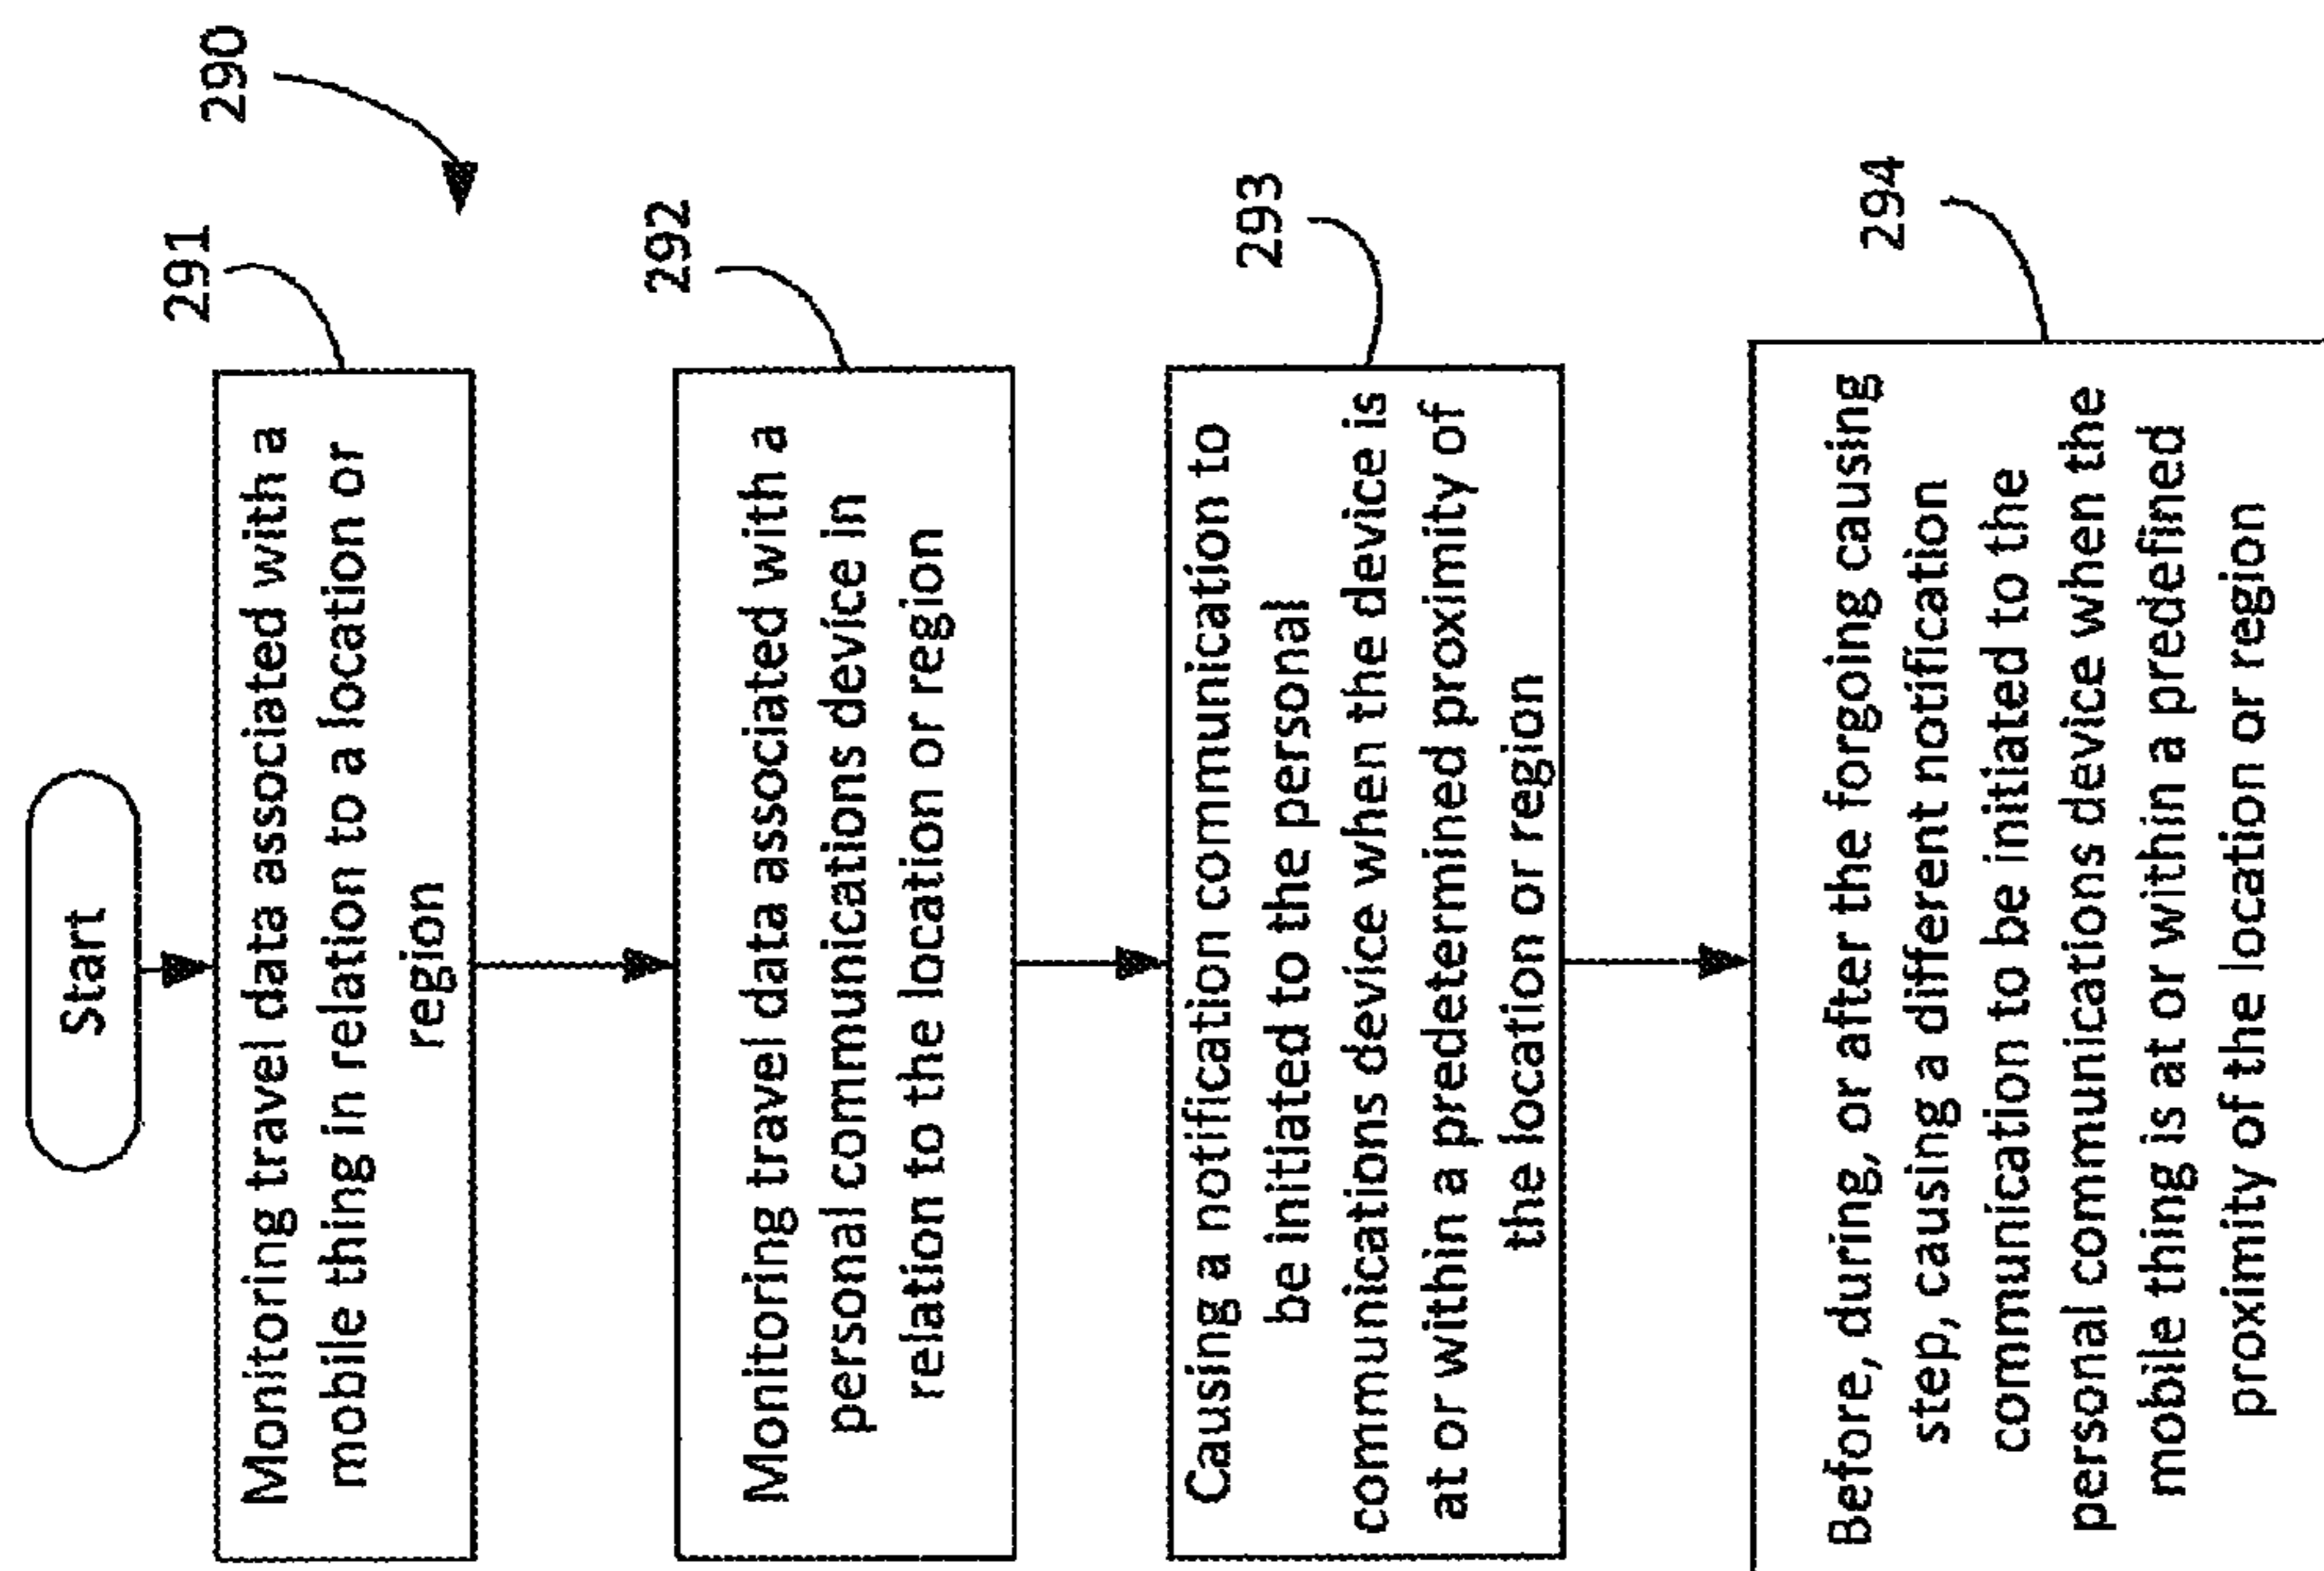 290
Start
291
Monitoring travel data associated with a
mobile thing in relation to a location or
region
292
Monitoring travel data associated with a
personal communications device in
relation to the location or region
293
Causing a notification communication to
be initiated to the personal
communications device when the device is
at or within a predetermined proximity of
the location or region
294
Before, during, or after the forgoing causing
step, causing a different notification
communication to be initiated to the
personal communications device when the
mobile thing is at or within a predefined
proximity of the location or region